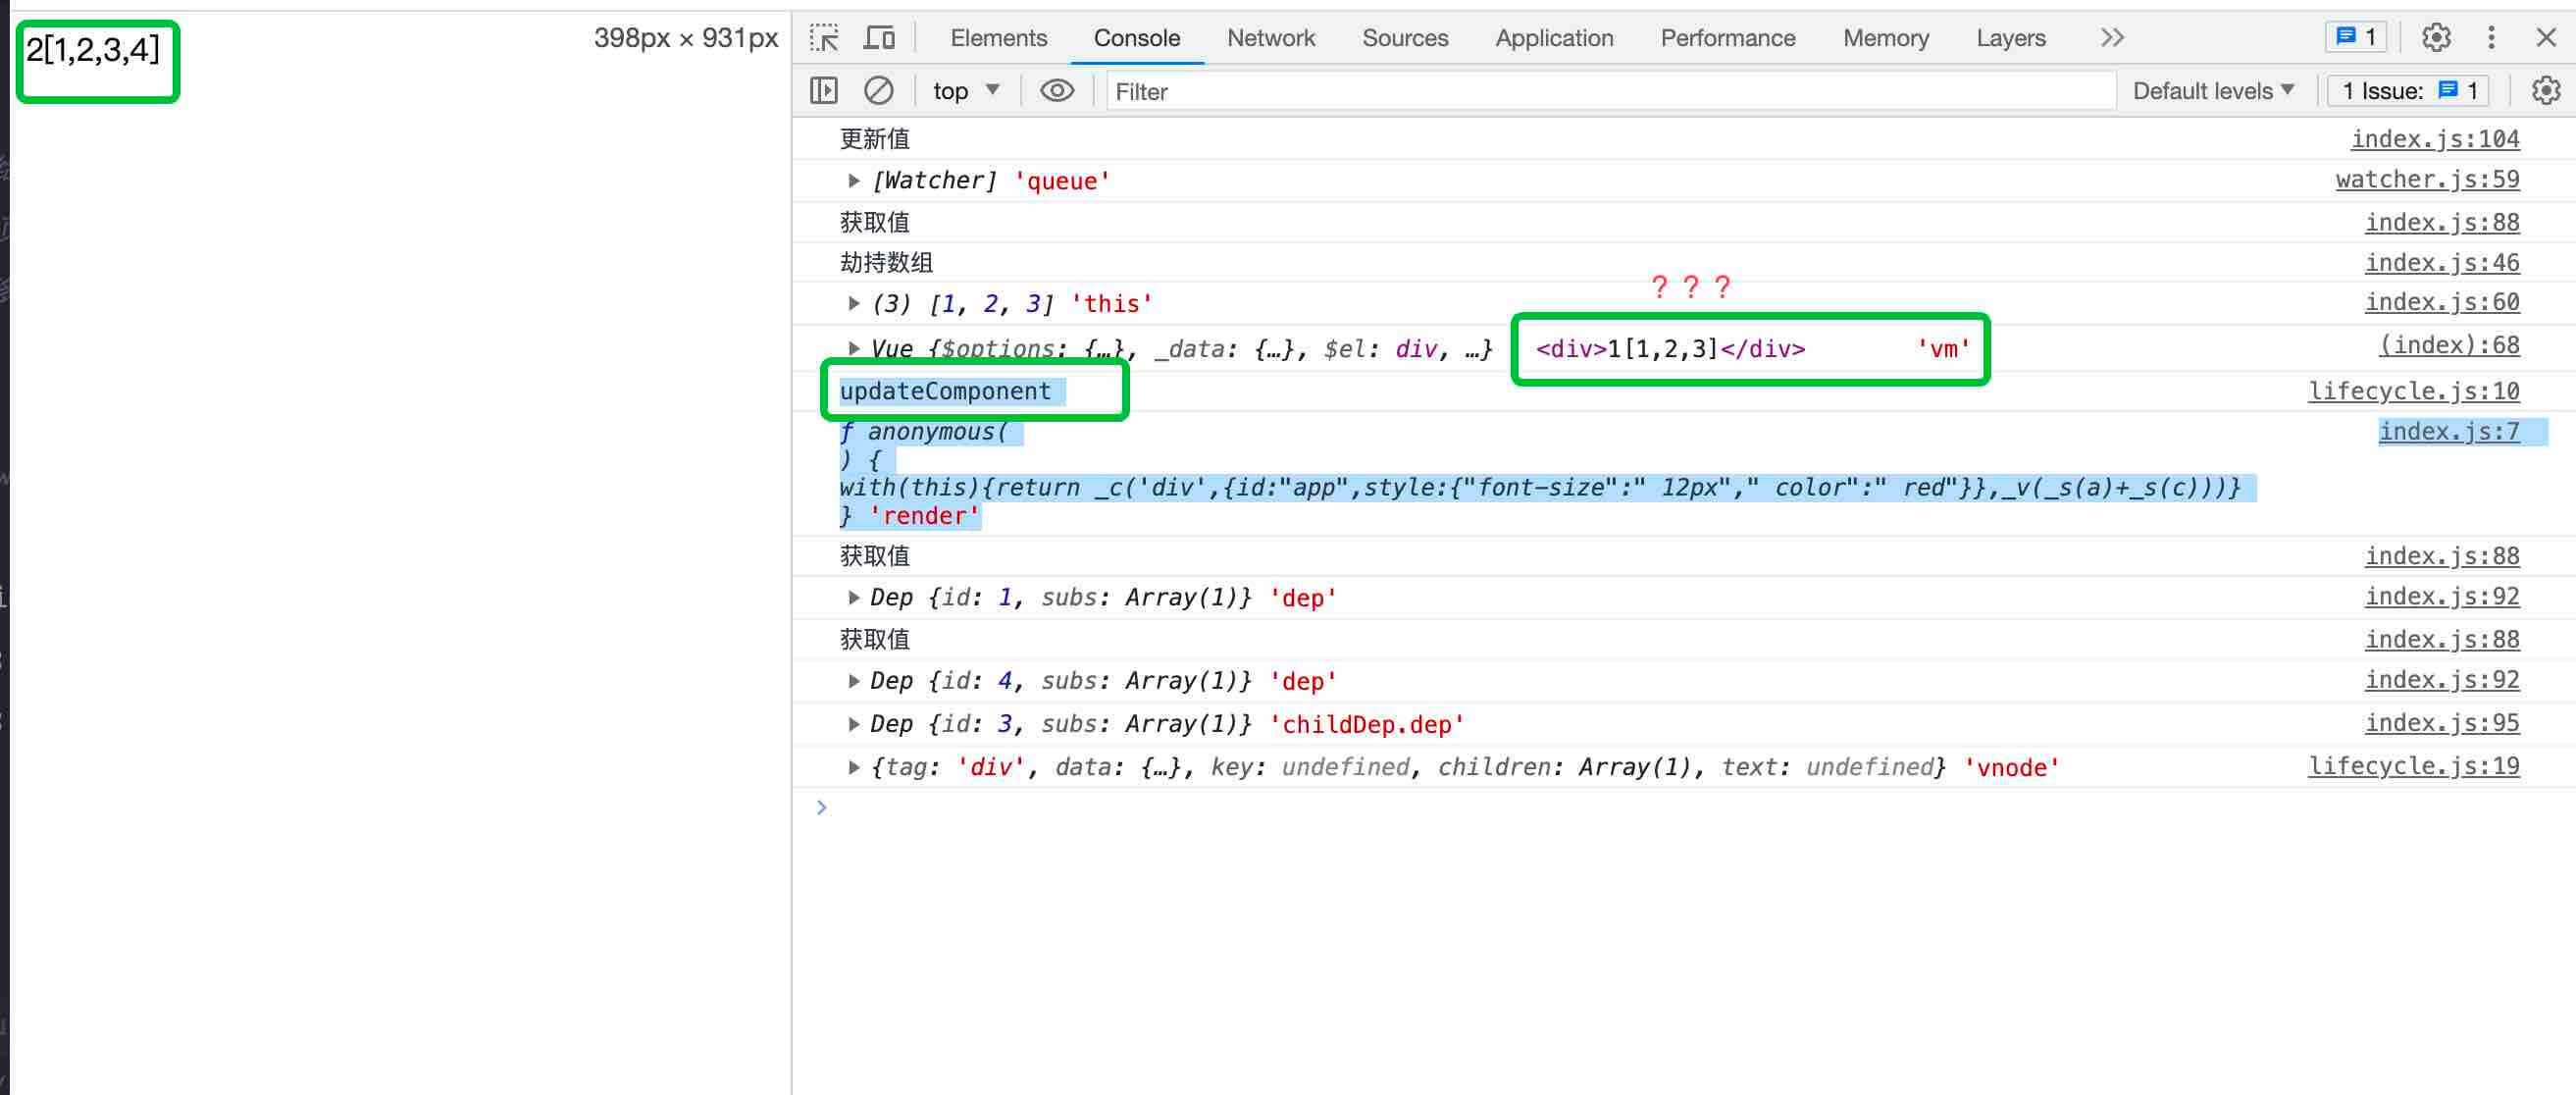 2[1,2,3,4]
398px × 931px
Elements Console Network Sources Application Performance Memory Layers 1
top Filter Default levels 1 Issue: 1
更新值 index.js:104
[Watcher] 'queue' watcher.js:59
获取值 index.js:88
劫持数组 index.js:46
？？？
(3) [1, 2, 3] 'this' index.js:60
Vue {$options: {…}, _data: {…}, $el: div, …} <div>1[1,2,3]</div> 'vm' (index):68
updateComponent lifecycle.js:10
ƒ anonymous( index.js:7
) {
with(this){return _c('div',{id:"app",style:{"font-size":" 12px"," color":" red"}},_v(_s(a)+_s(c)))}
} 'render'
获取值 index.js:88
Dep {id: 1, subs: Array(1)} 'dep' index.js:92
获取值 index.js:88
Dep {id: 4, subs: Array(1)} 'dep' index.js:92
Dep {id: 3, subs: Array(1)} 'childDep.dep' index.js:95
{tag: 'div', data: {…}, key: undefined, children: Array(1), text: undefined} 'vnode' lifecycle.js:19